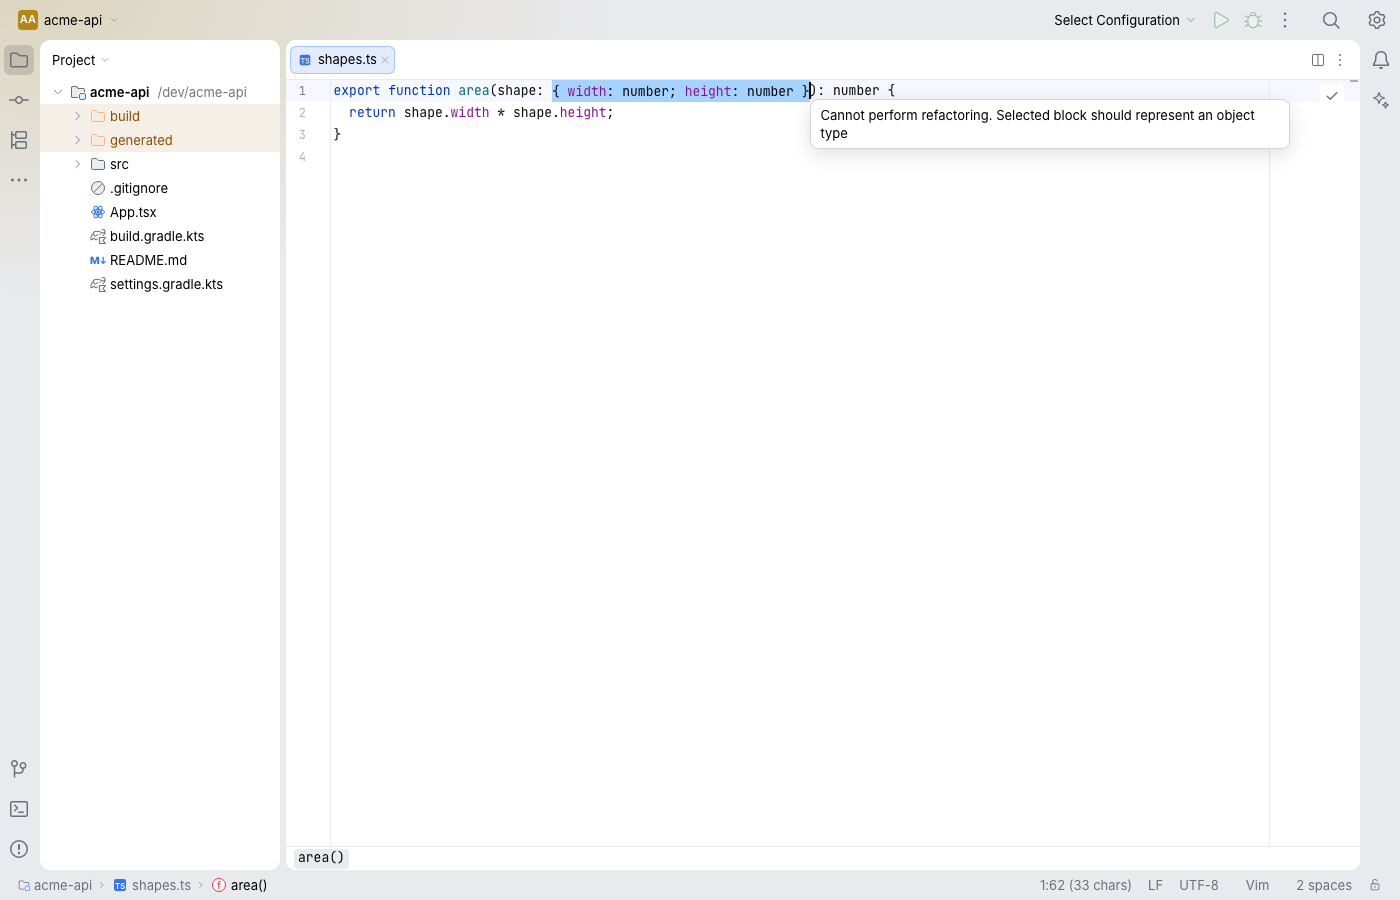 AA acme-api
Select Configuration
Project
shapes.ts
acme-api /dev/acme-api
build
generated
src
.gitignore
App.tsx
build.gradle.kts
README.md
settings.gradle.kts
1 export function area(shape: { width: number; height: number }): number {
2 return shape.width * shape.height;
3 }
4
Cannot perform refactoring. Selected block should represent an object
type
area()
acme-api
TS shapes.ts
f area()
1:62 (33 chars) LF UTF-8 Vim 2 spaces